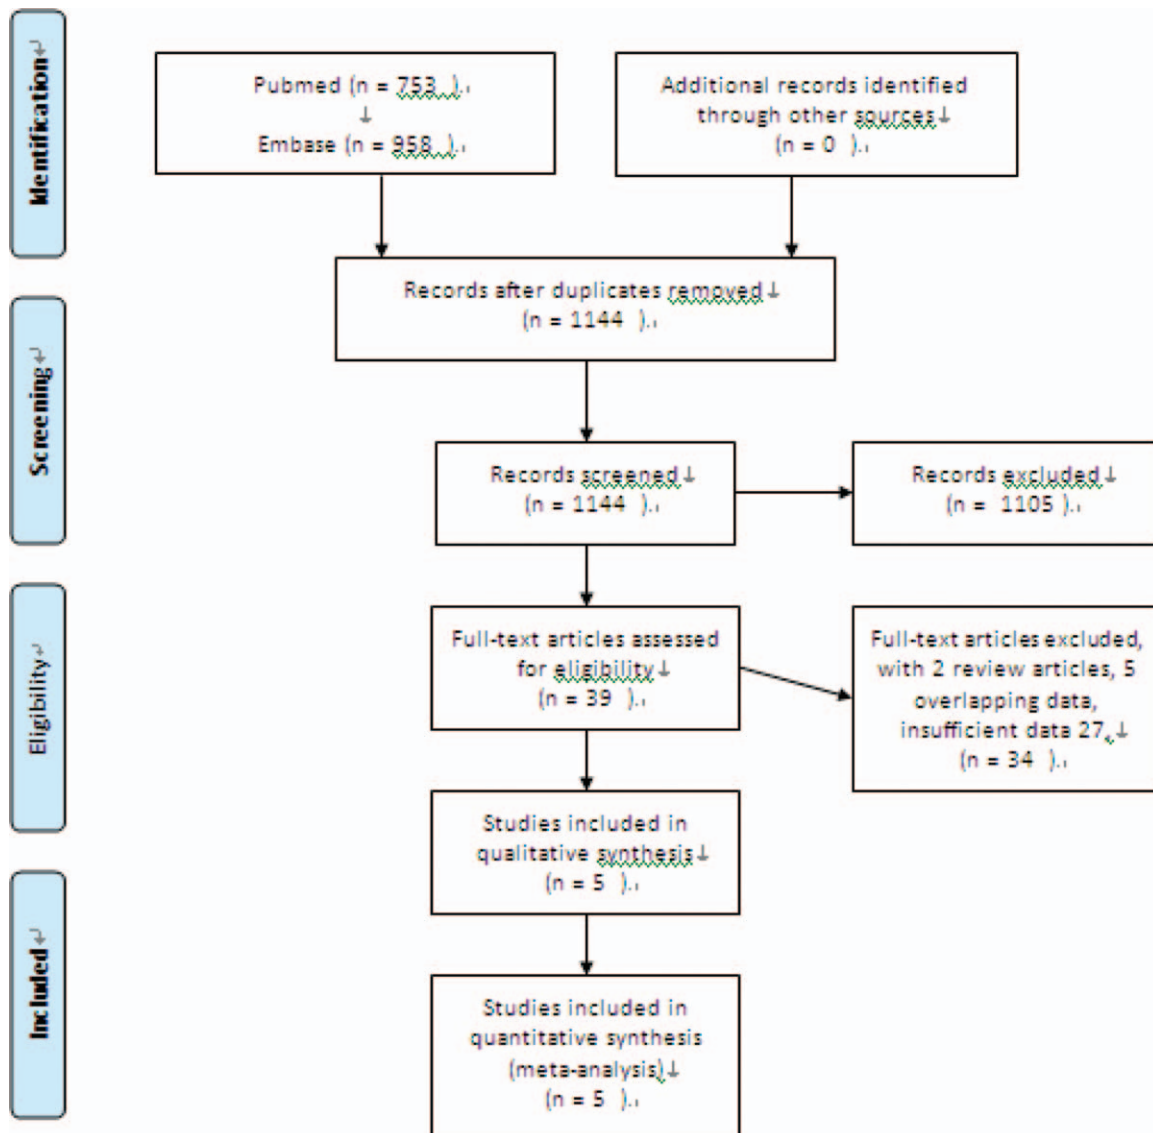 Identification↵
Pubmed (n = 753 ).
↓
Embase (n = 958 ).
Additional records identified
through other sources↓
(n = 0 ).
Records after duplicates removed↓
(n = 1144 ).
Screening↵
Records screened↓
(n = 1144 ).
Records excluded↓
(n = 1105).
Eligibility↵
Full-text articles assessed
for eligibility↓
(n = 39 ).
Full-text articles excluded,
with 2 review articles, 5
overlapping data,
insufficient data 27,↓
(n = 34 ).
Studies included in
qualitative synthesis↓
(n = 5 ).
Included↵
Studies included in
quantitative synthesis
(meta-analysis)↓
(n = 5 ).